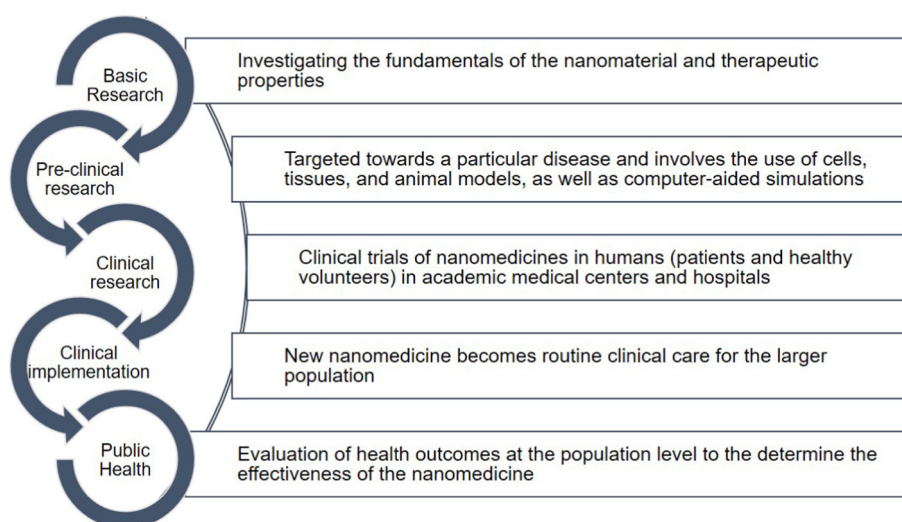 Basic
Research
Investigating the fundamentals of the nanomaterial and therapeutic
properties
Pre-clinical
research
Targeted towards a particular disease and involves the use of cells,
tissues, and animal models, as well as computer-aided simulations
Clinical
research
Clinical trials of nanomedicines in humans (patients and healthy
volunteers) in academic medical centers and hospitals
Clinical
implementation
New nanomedicine becomes routine clinical care for the larger
population
Public
Health
Evaluation of health outcomes at the population level to the determine the
effectiveness of the nanomedicine